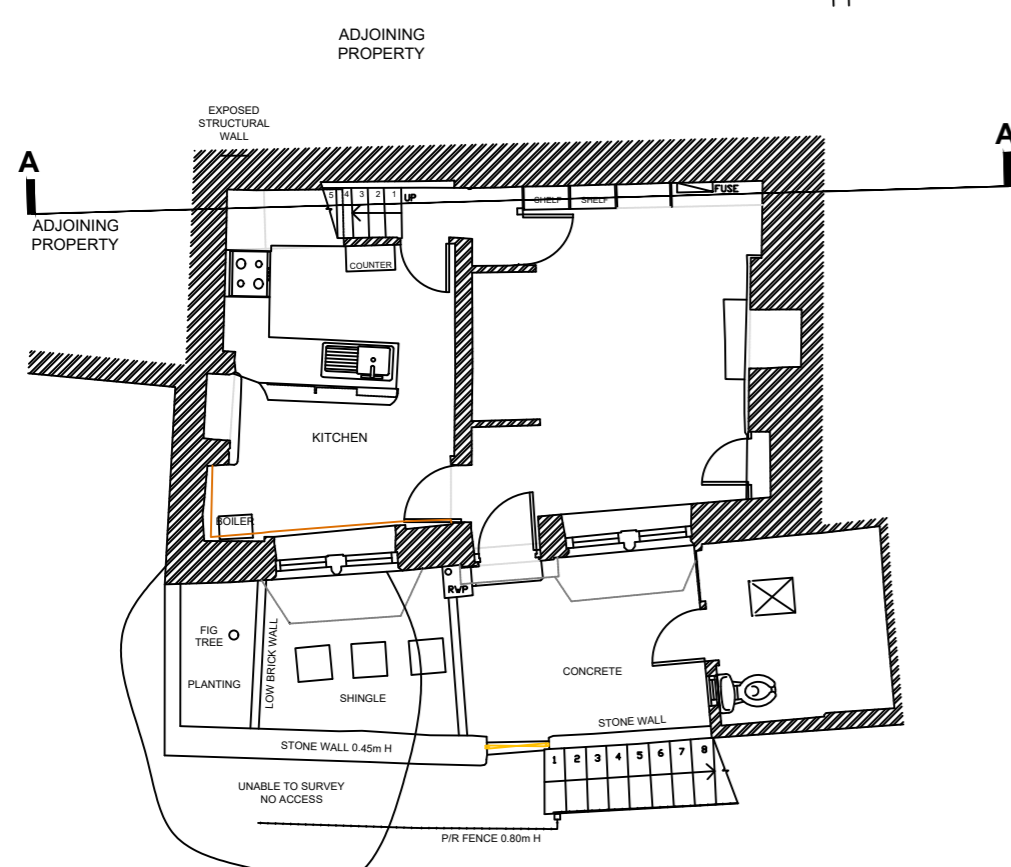 ADJOINING
PROPERTY
EXPOSED
STRUCTURAL
WALL
A
A
ADJOINING
PROPERTY
5 4 3 2 1 UP
SHELF
SHELF
FUSE
COUNTER
KITCHEN
BOILER
RWP
FIG
TREE
PLANTING
LOW BRICK WALL
SHINGLE
CONCRETE
STONE WALL
STONE WALL 0.45m H
1 2 3 4 5 6 7 8
UNABLE TO SURVEY
NO ACCESS
P/R FENCE 0.80m H